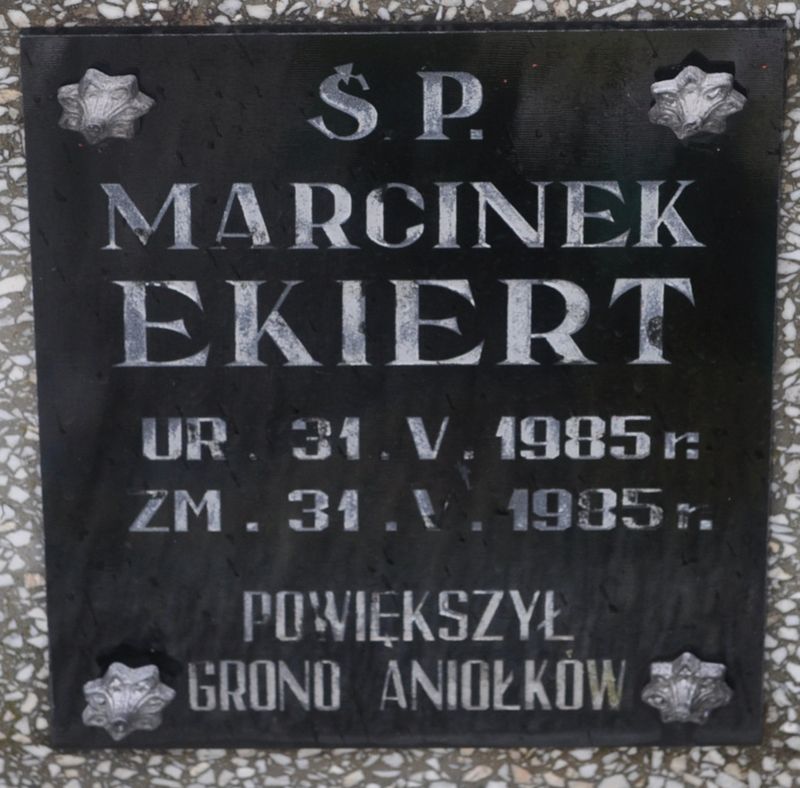 Ś.P.
MARCINEK
EKIERT
UR. 31.V.1985 r.
ZM. 31.V.1985 r.
POWIĘKSZYŁ
GRONO ANIOŁKÓW